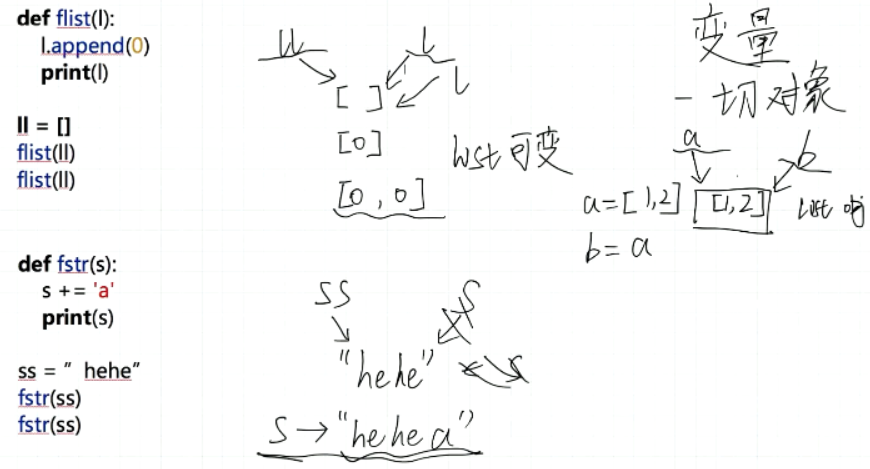 def flist(l):
l.append(0)
print(l)
ll = []
flist(ll)
flist(ll)
ll
l
l
[ ]
[0]
[0, 0]
list 可变
变量
一切对象
a
b
a=[1,2] [1,2] list obj
b = a
def fstr(s):
s += 'a'
print(s)
ss = " hehe"
fstr(ss)
fstr(ss)
ss
s
"hehe"
s
s → "hehe a"